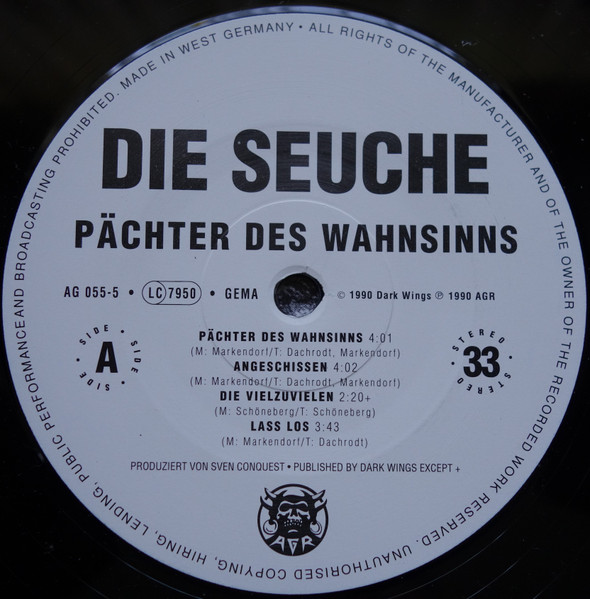 MADE IN WEST GERMANY • ALL RIGHTS OF THE MANUFACTURER AND OF THE OWNER OF THE RECORDED WORK RESERVED. UNAUTHORISED COPYING, HIRING, LENDING, PUBLIC PERFORMANCEAND BROADCASTING PROHIBITED.
DIE SEUCHE
PÄCHTER DES WAHNSINNS
AG 055-5 • LC 7950 • GEMA
© 1990 Dark Wings ℗ 1990 AGR
SIDE • SIDE • SIDE • SIDE •
A
STEREO • STEREO •
33
PÄCHTER DES WAHNSINNS 4:01
(M: Markendorf/T: Dachrodt, Markendorf)
ANGESCHISSEN 4:02
(M: Markendorf/T: Dachrodt, Markendorf)
DIE VIELZUVIELEN 2:20+
(M: Schöneberg/T: Schöneberg)
LASS LOS 3:43
(M: Markendorf/T: Dachrodt)
PRODUZIERT VON SVEN CONQUEST • PUBLISHED BY DARK WINGS EXCEPT +
AGR